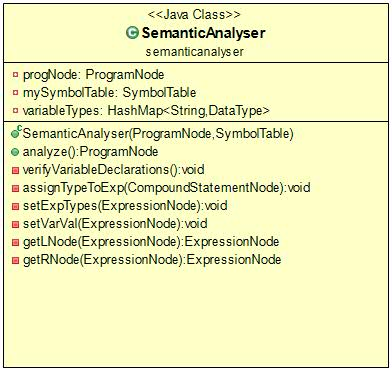 <<Java Class>>
SemanticAnalyser
semanticanalyser
progNode: ProgramNode
mySymbolTable: SymbolTable
variableTypes: HashMap<String,DataType>
SemanticAnalyser(ProgramNode,SymbolTable)
analyze():ProgramNode
verifyVariableDeclarations():void
assignTypeToExp(CompoundStatementNode):void
setExpTypes(ExpressionNode):void
setVarVal(ExpressionNode):void
getLNode(ExpressionNode):ExpressionNode
getRNode(ExpressionNode):ExpressionNode